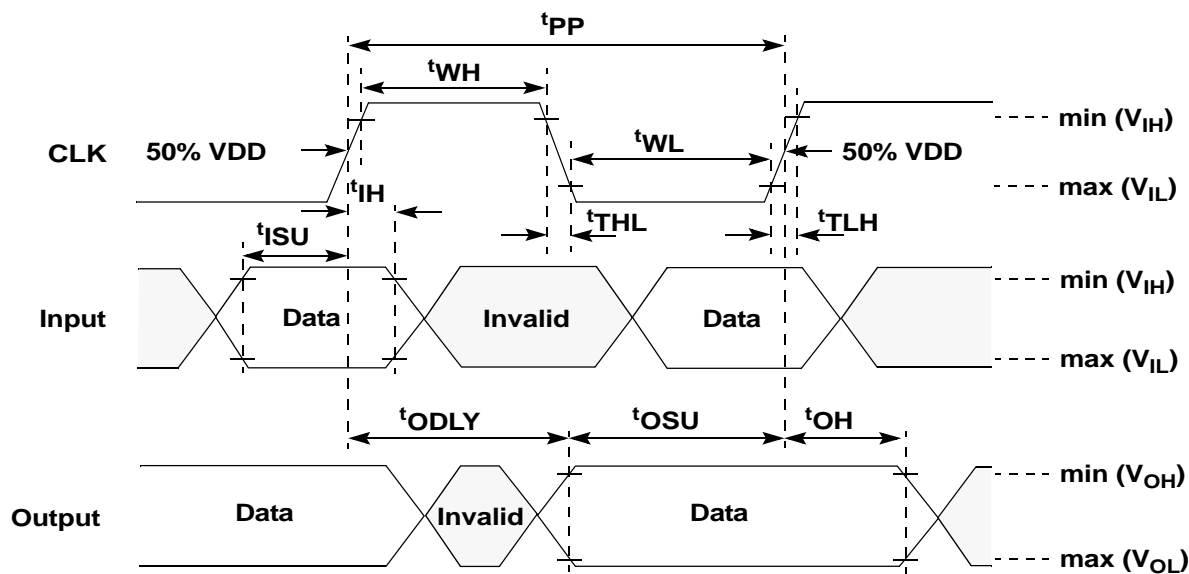 tPP
tWH
min (VIH)
CLK
50% VDD
tWL
50% VDD
max (VIL)
tIH
tISU
tTHL
tTLH
min (VIH)
Input
Data
Invalid
Data
max (VIL)
tODLY
tOSU
tOH
min (VOH)
Output
Data
Invalid
Data
max (VOL)